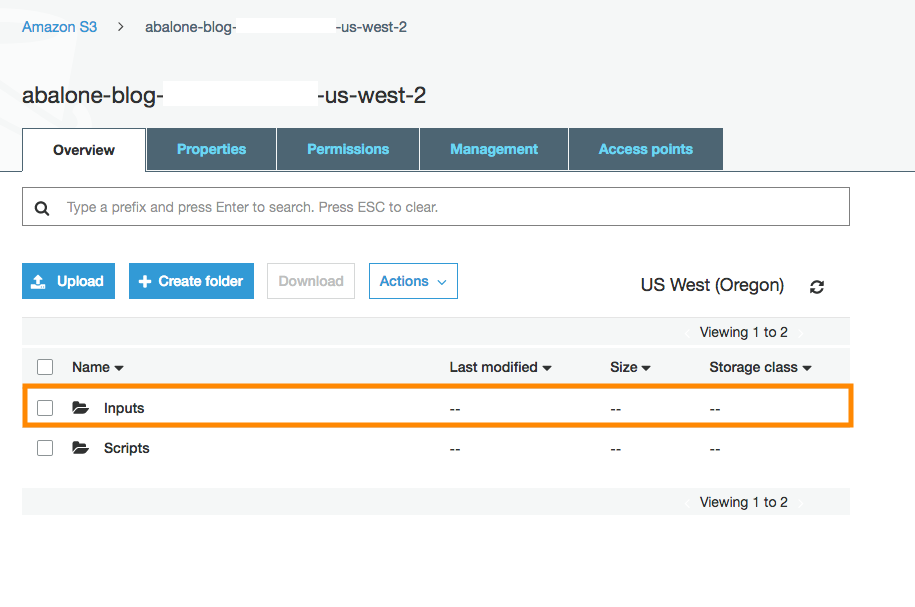 Amazon S3 > abalone-blog- -us-west-2
abalone-blog- -us-west-2
Overview Properties Permissions Management Access points
Type a prefix and press Enter to search. Press ESC to clear.
Upload + Create folder Download Actions US West (Oregon)
Viewing 1 to 2
Name Last modified Size Storage class
Inputs -- -- --
Scripts -- -- --
Viewing 1 to 2